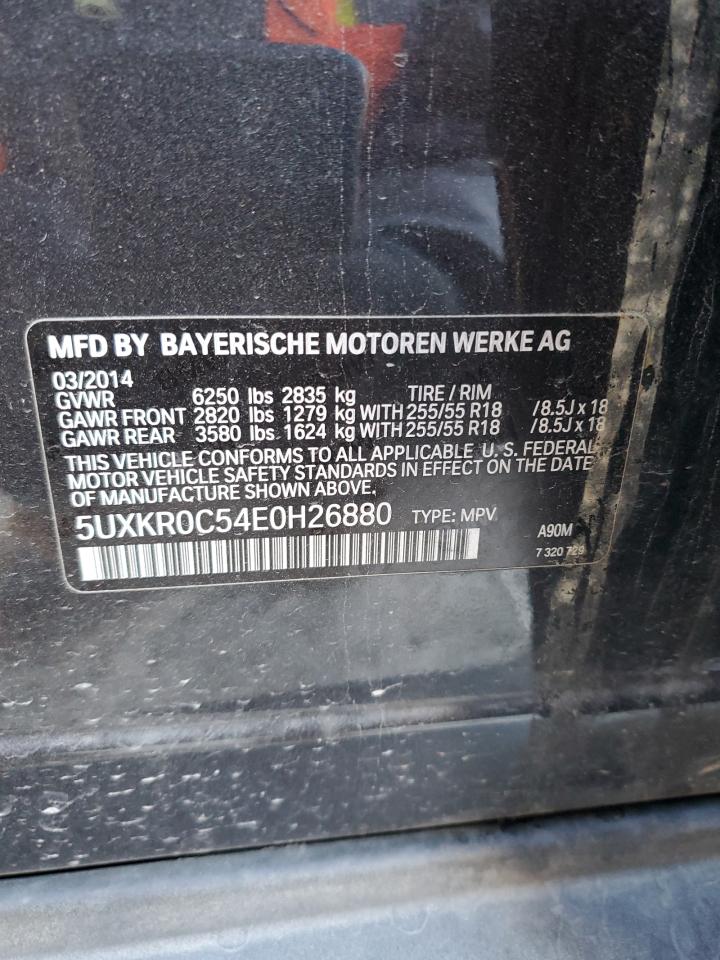 MFD BY BAYERISCHE MOTOREN WERKE AG
03/2014
GVWR 6250 lbs 2835 kg TIRE / RIM
GAWR FRONT 2820 lbs 1279 kg WITH 255/55 R18 /8.5J x 18
GAWR REAR 3580 lbs 1624 kg WITH 255/55 R18 /8.5J x 18
THIS VEHICLE CONFORMS TO ALL APPLICABLE U. S. FEDERAL
MOTOR VEHICLE SAFETY STANDARDS IN EFFECT ON THE DATE
OF MANUFACTURE SHOWN ABOVE.
5UXKR0C54E0H26880 TYPE: MPV A90M
7 320 729